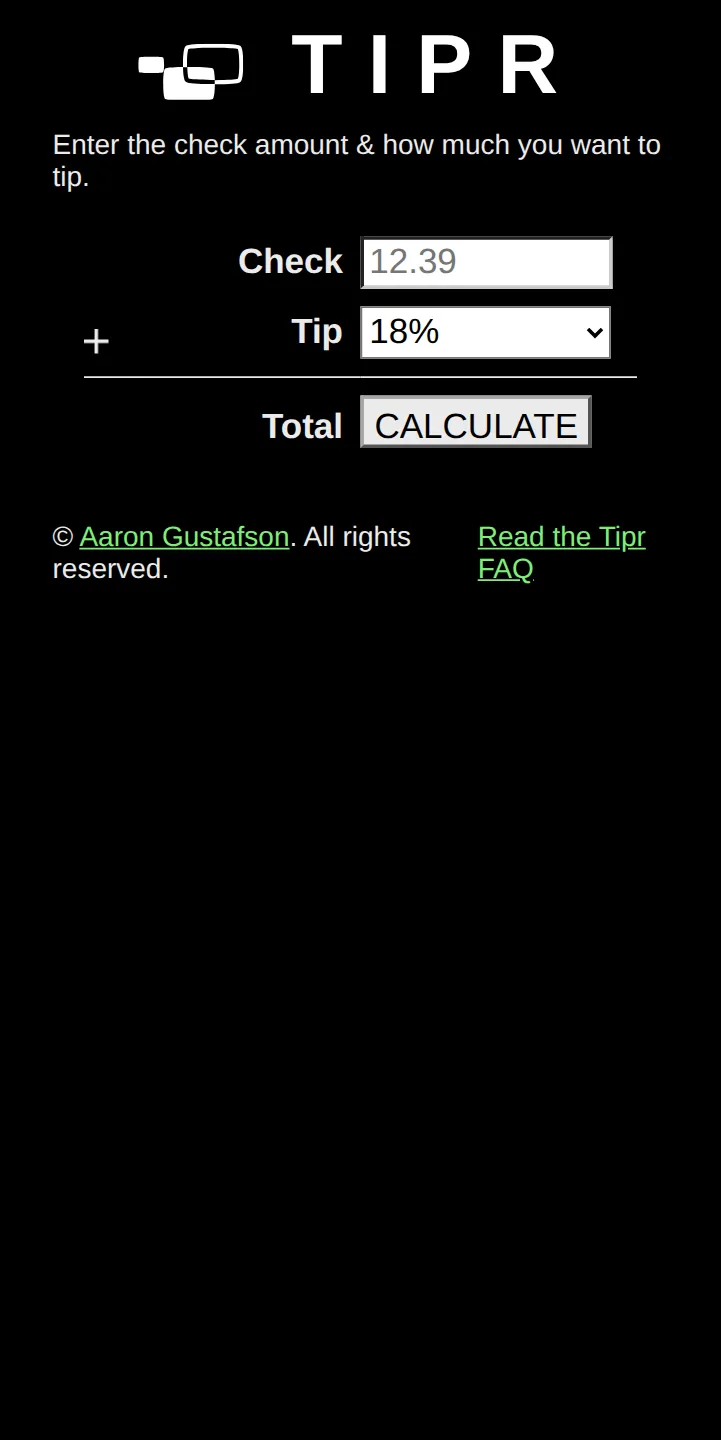 TIPR
Enter the check amount & how much you want to
tip.
Check 12.39
+ Tip 18%
Total CALCULATE
© Aaron Gustafson. All rights reserved.
Read the Tipr FAQ